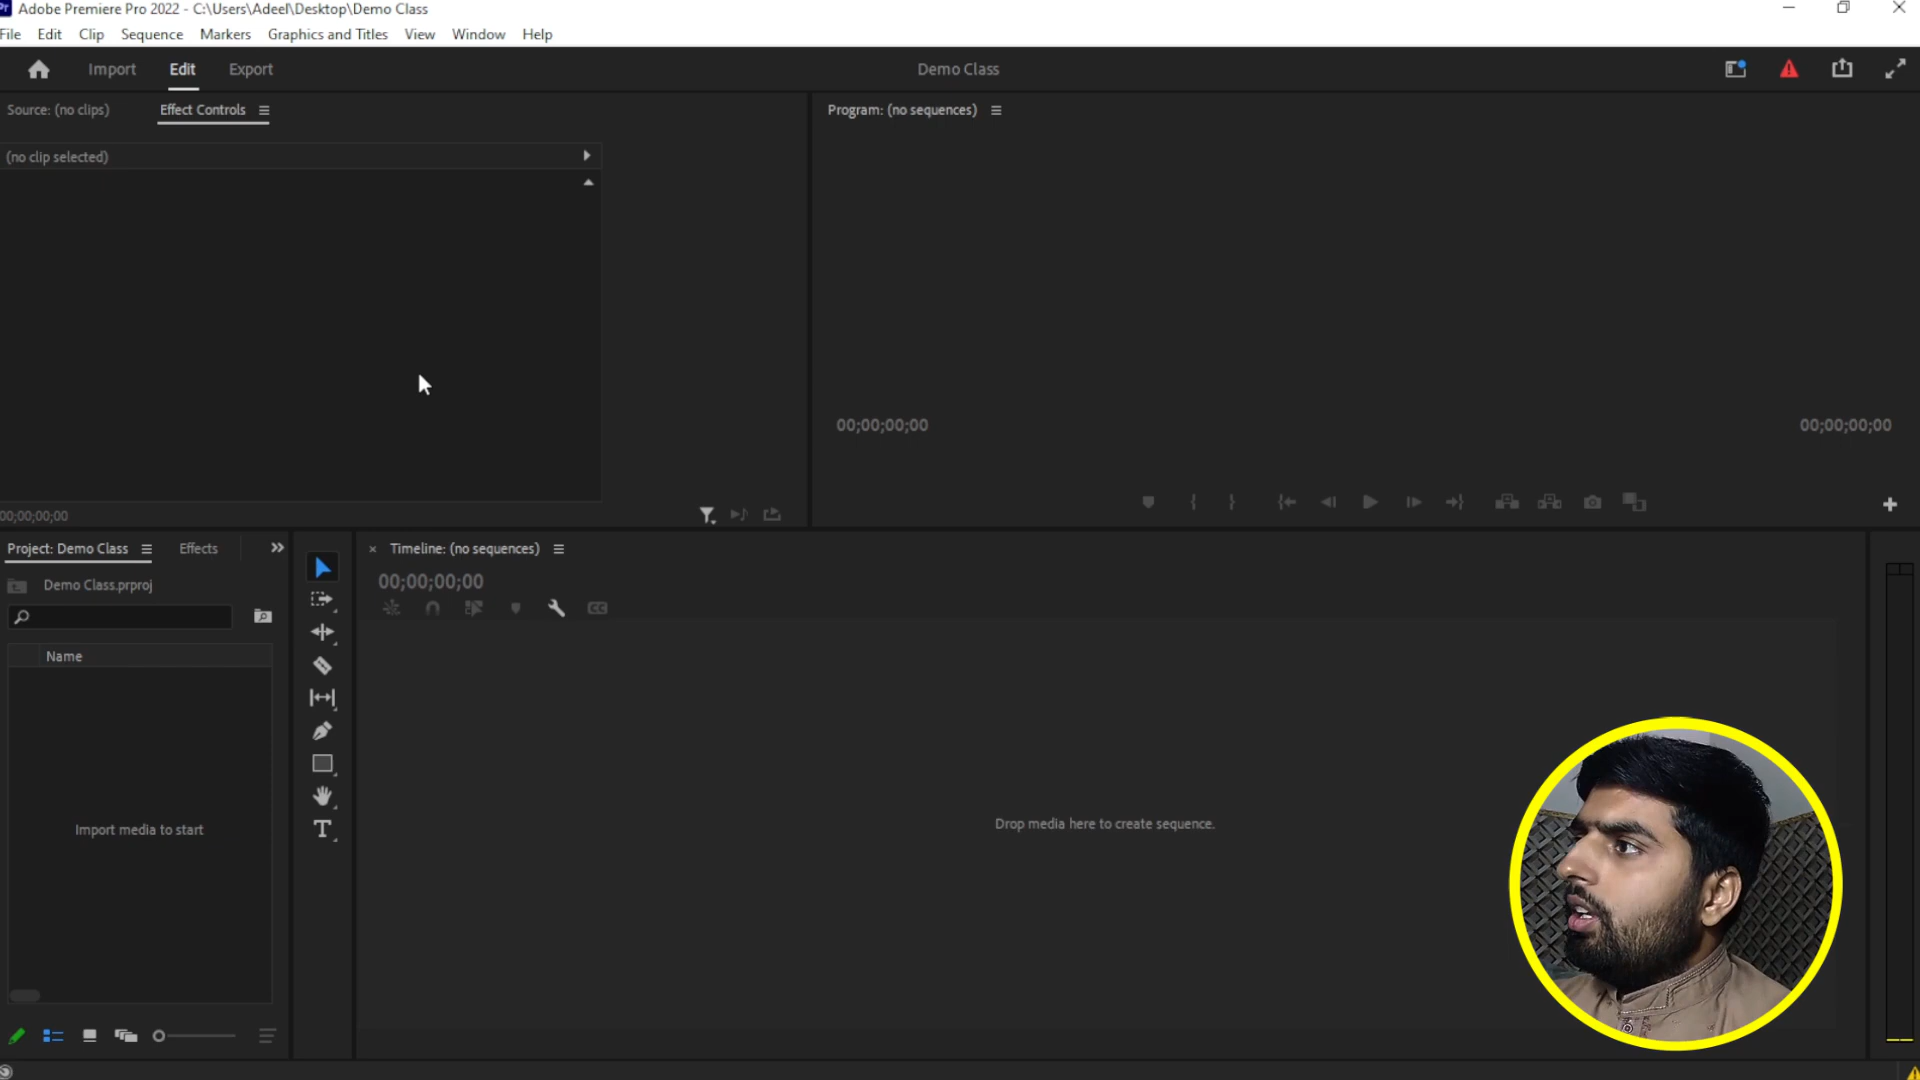 Adobe Premiere Pro 2022 - C:\Users\Adeel\Desktop\Demo Class
File Edit Clip Sequence Markers Graphics and Titles View Window Help
Import Edit Export Demo Class
Source: (no clips) Effect Controls Program: (no sequences)
(no clip selected)
00;00;00;00 00;00;00;00
00;00;00;00
Project: Demo Class Effects Timeline: (no sequences)
Demo Class.prproj 00;00;00;00
CC
Name
Import media to start
Drop media here to create sequence.